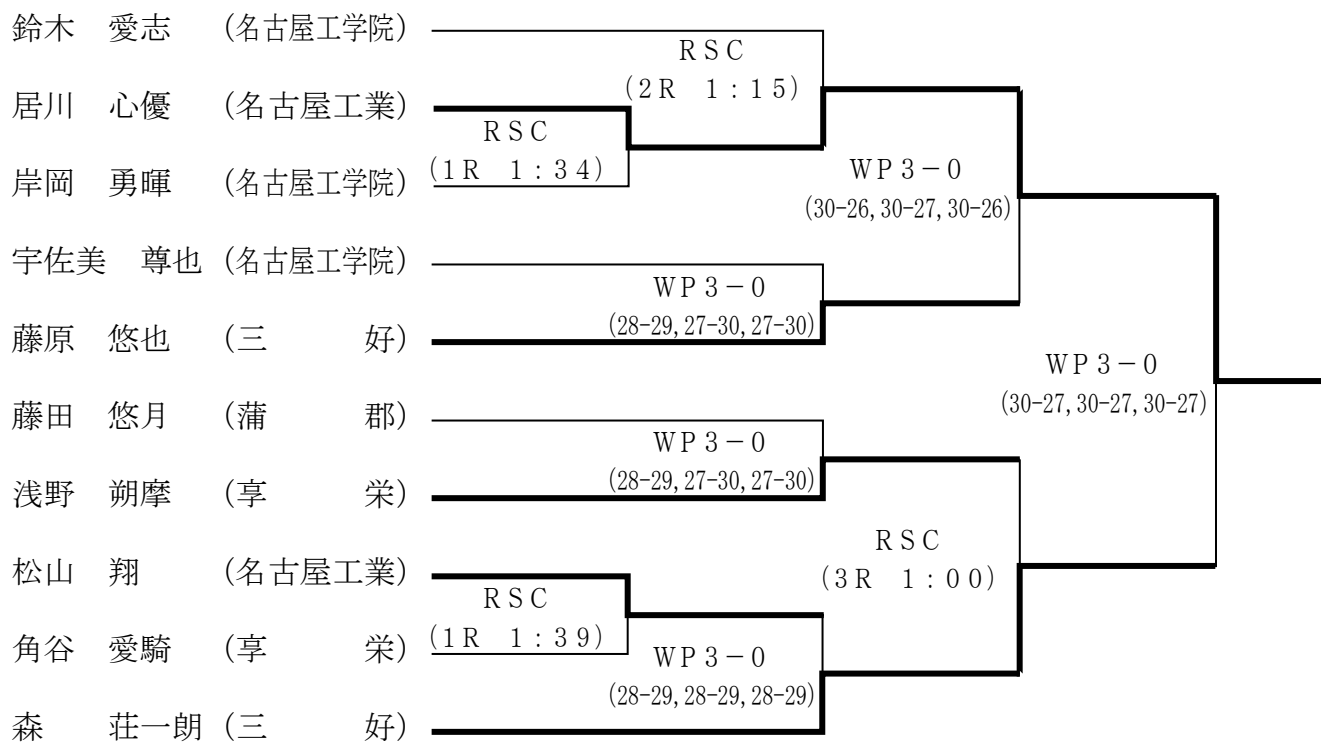 鈴木　愛志　（名古屋工学院）
RSC
(2R 1:15)
居川　心優　（名古屋工業）
RSC
(1R 1:34)
岸岡　勇暉　（名古屋工学院）
WP3－0
(30-26, 30-27, 30-26)
宇佐美　尊也（名古屋工学院）
WP3－0
(28-29, 27-30, 27-30)
藤原　悠也　（三　　　好）
WP3－0
(30-27, 30-27, 30-27)
藤田　悠月　（蒲　　　郡）
WP3－0
(28-29, 27-30, 27-30)
浅野　朔摩　（享　　　栄）
RSC
(3R 1:00)
松山　翔　　（名古屋工業）
RSC
(1R 1:39)
角谷　愛騎　（享　　　栄）
WP3－0
(28-29, 28-29, 28-29)
森　　荘一朗（三　　　好）